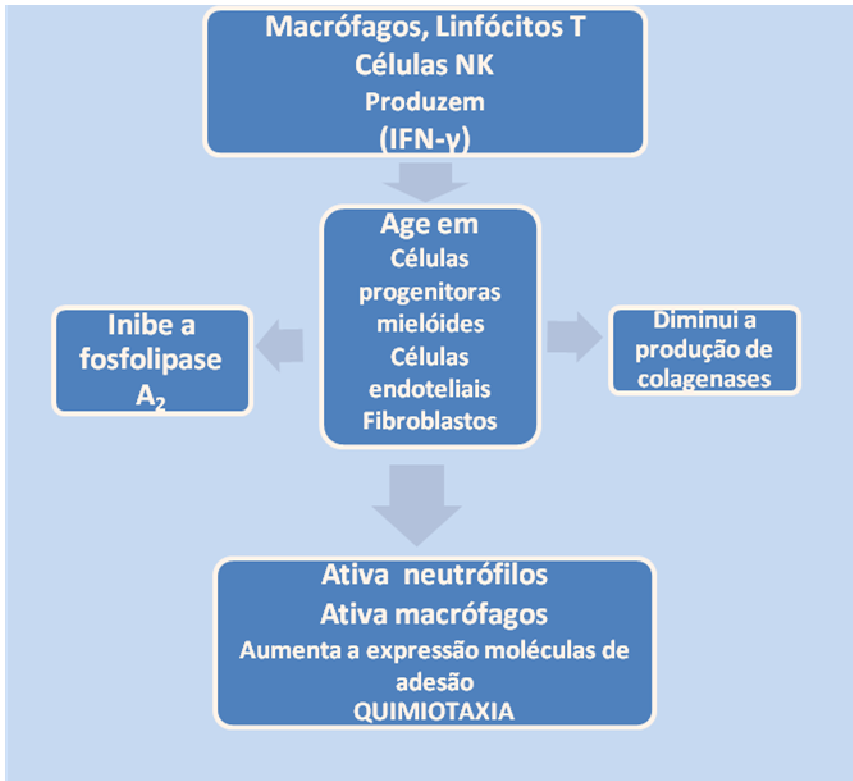 Macrófagos, Linfócitos T
Células NK
Produzem
(IFN-γ)
Age em
Células
progenitoras
mielóides
Células
endoteliais
Fibroblastos
Inibe a
fosfolipase
A₂
Diminui a
produção de
colagenases
Ativa neutrófilos
Ativa macrófagos
Aumenta a expressão moléculas de
adesão
QUIMIOTAXIA